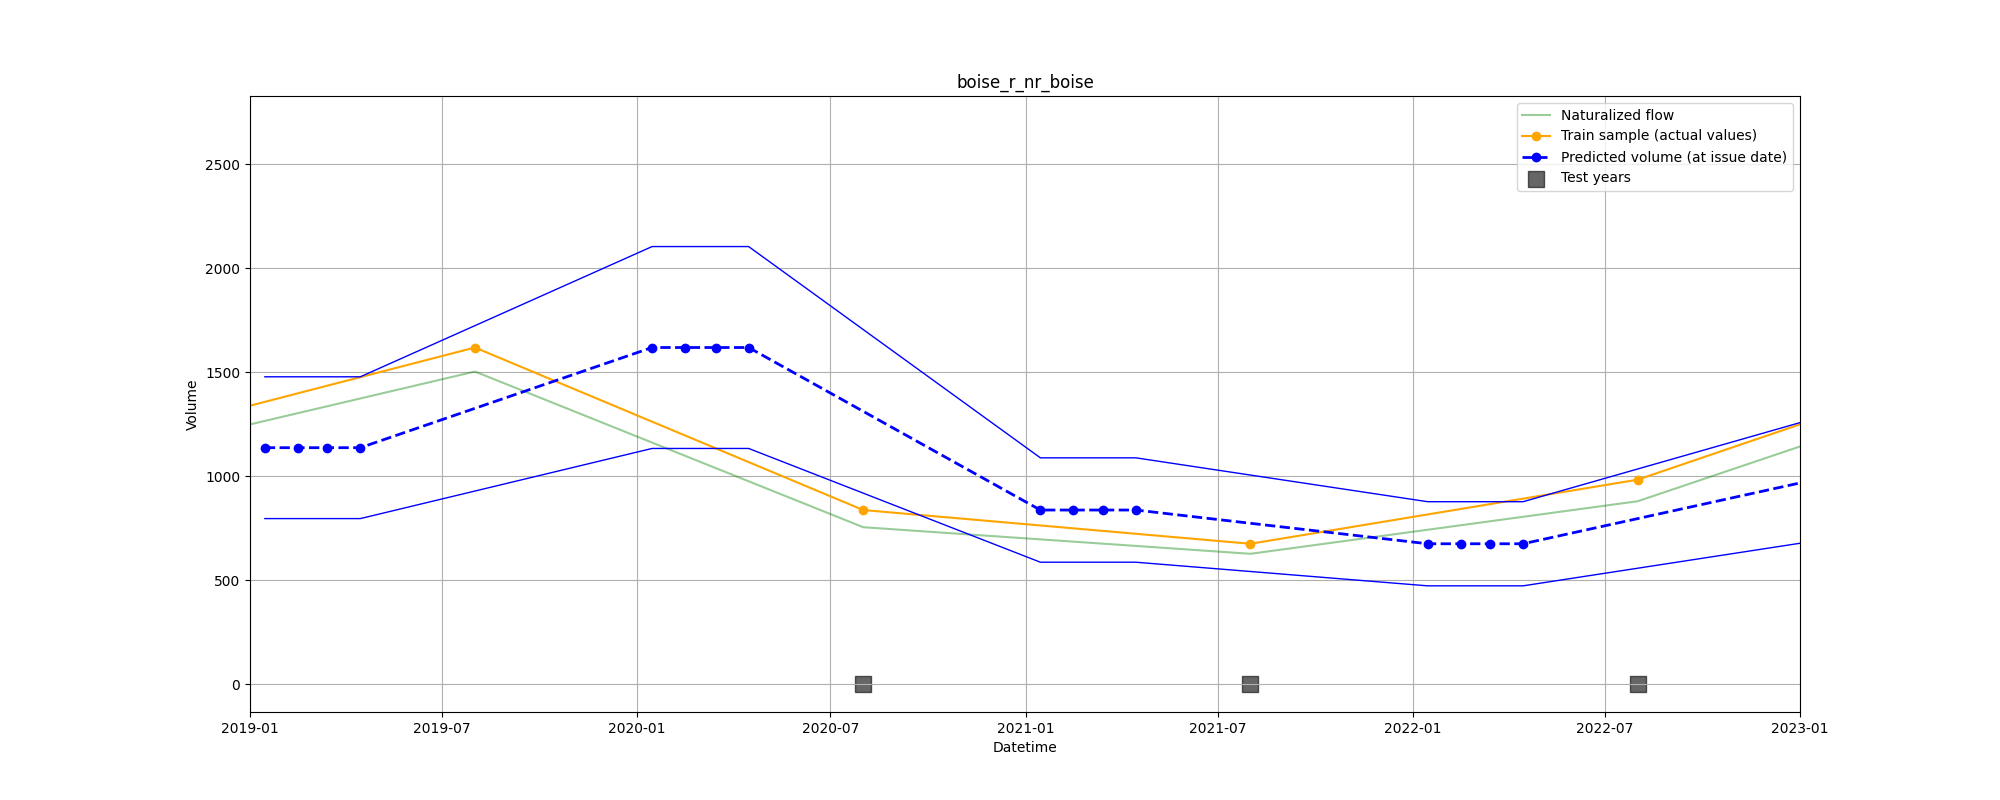 boise_r_nr_boise
Naturalized flow
Train sample (actual values)
Predicted volume (at issue date)
Test years
Volume
2500
2000
1500
1000
500
0
2019-01
2019-07
2020-01
2020-07
2021-01
2021-07
2022-01
2022-07
2023-01
Datetime